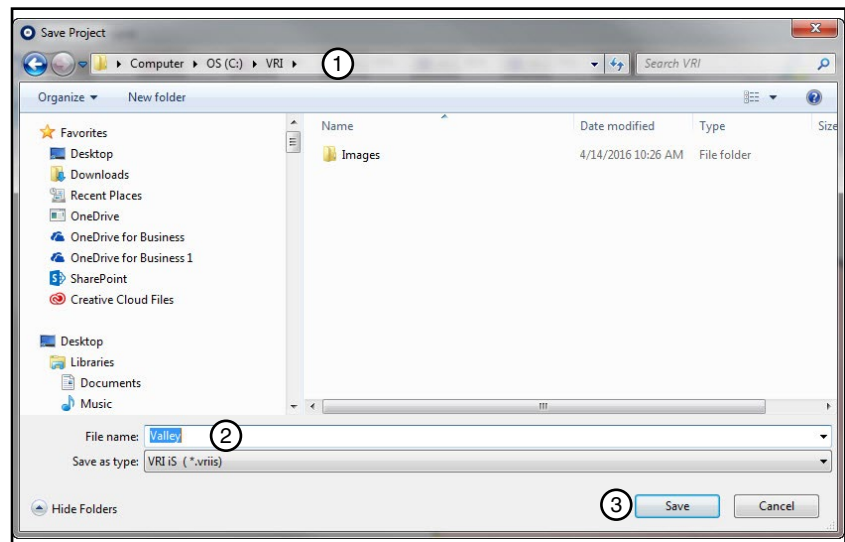 Save Project
Computer ▸ OS (C:) ▸ VRI ▸ 1 Search VRI
Organize New folder
Name Date modified Type Size
Images 4/14/2016 10:26 AM File folder
Favorites
Desktop
Downloads
Recent Places
OneDrive
OneDrive for Business
OneDrive for Business 1
SharePoint
Creative Cloud Files
Desktop
Libraries
Documents
Music
File name: Valley 2
Save as type: VRI iS (*.vriis)
Hide Folders 3 Save Cancel